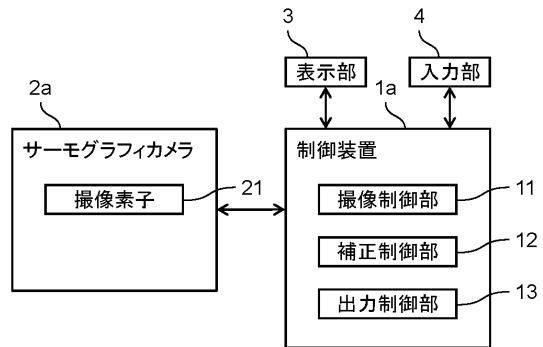 3
4
表示部
入力部
2a
1a
サーモグラフィカメラ
制御装置
撮像素子
21
撮像制御部
11
補正制御部
12
出力制御部
13